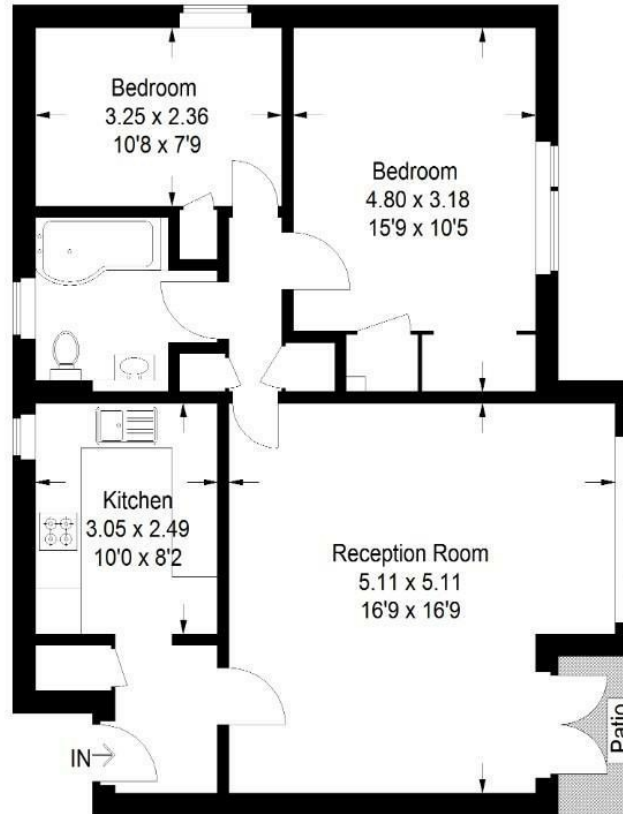 Bedroom
3.25 x 2.36
10'8 x 7'9
Bedroom
4.80 x 3.18
15'9 x 10'5
Kitchen
3.05 x 2.49
10'0 x 8'2
Reception Room
5.11 x 5.11
16'9 x 16'9
IN
Patio